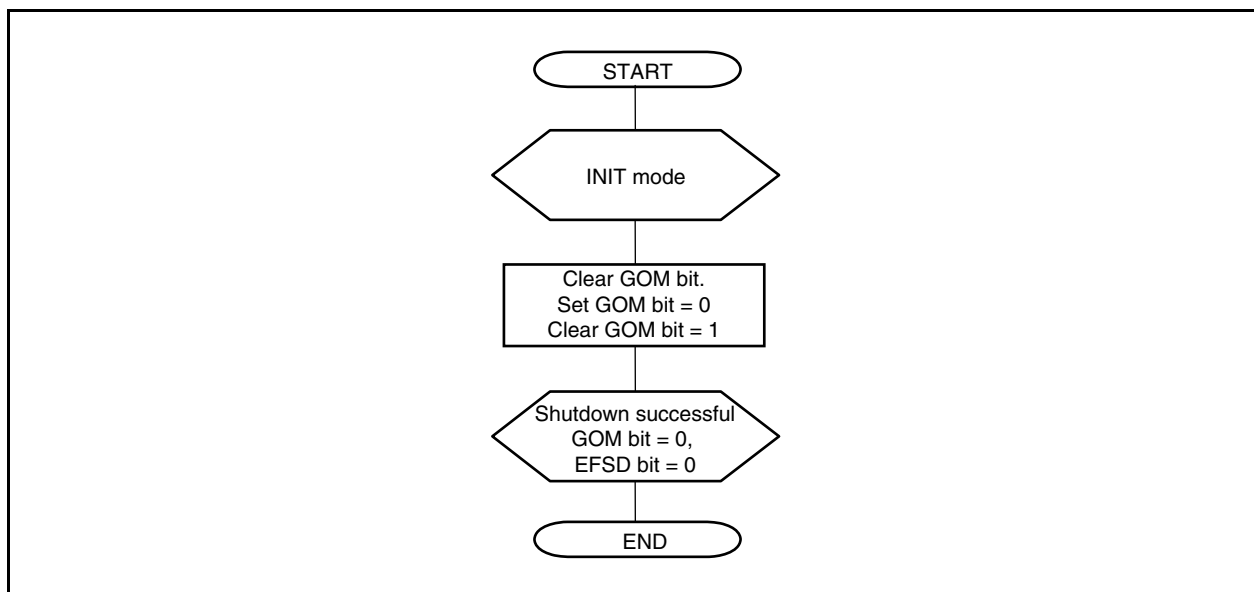 START
INIT mode
Clear GOM bit.
Set GOM bit = 0
Clear GOM bit = 1
Shutdown successful
GOM bit = 0,
EFSD bit = 0
END